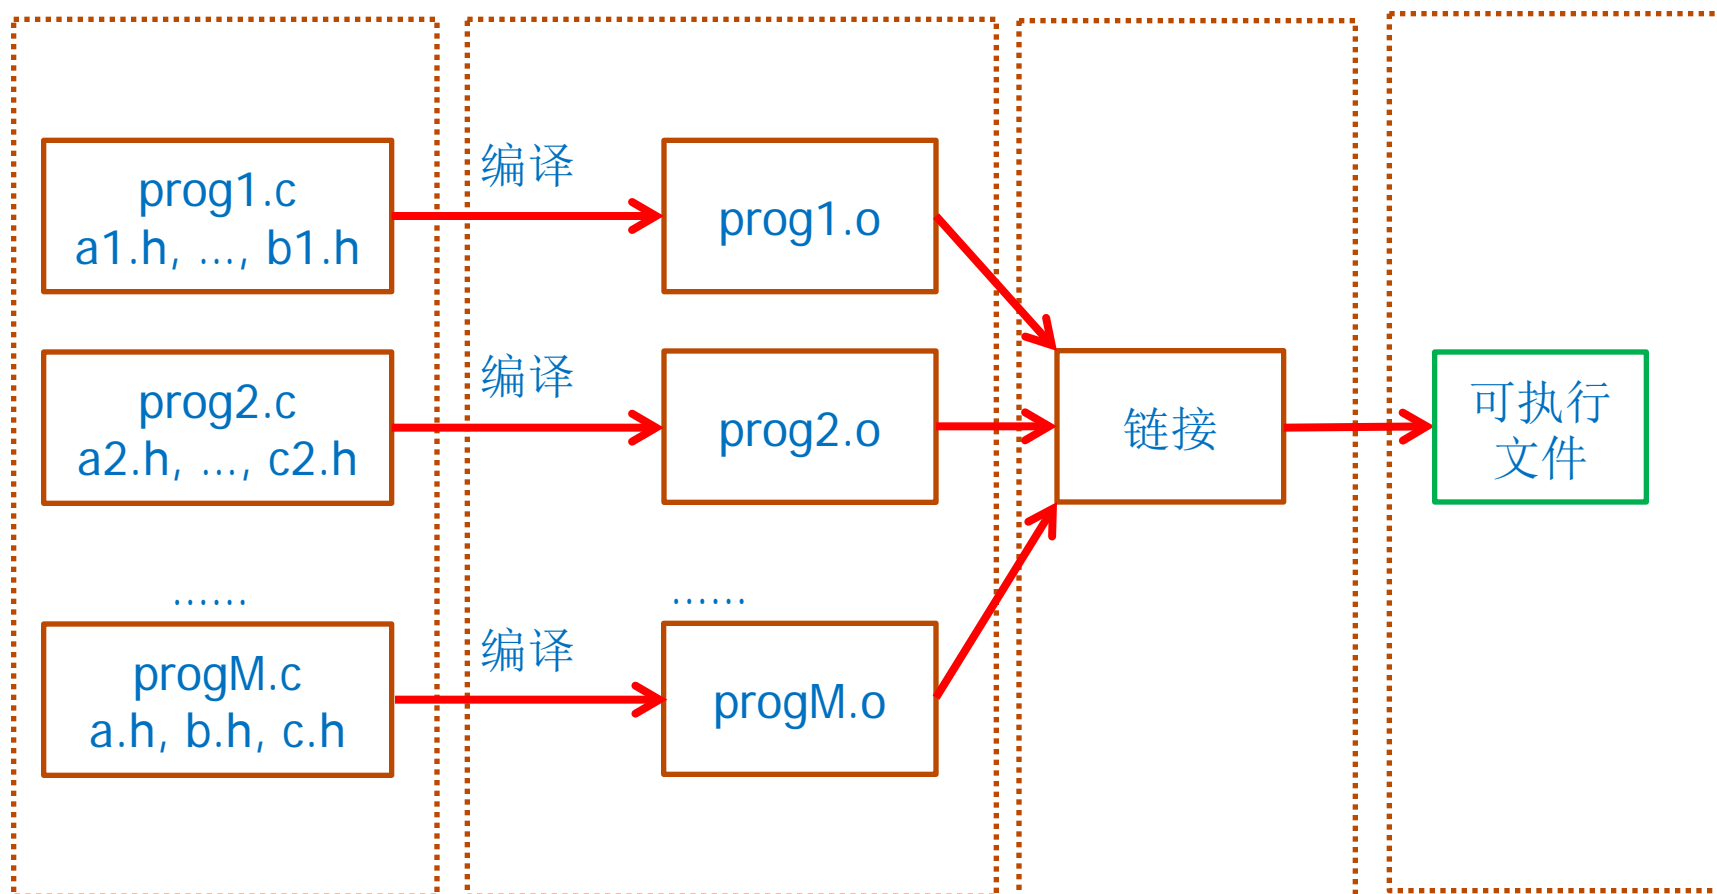 编译
prog1.c
a1.h, ..., b1.h
prog1.o
编译
prog2.c
a2.h, ..., c2.h
prog2.o
链接
可执行
文件
......
......
编译
progM.c
a.h, b.h, c.h
progM.o